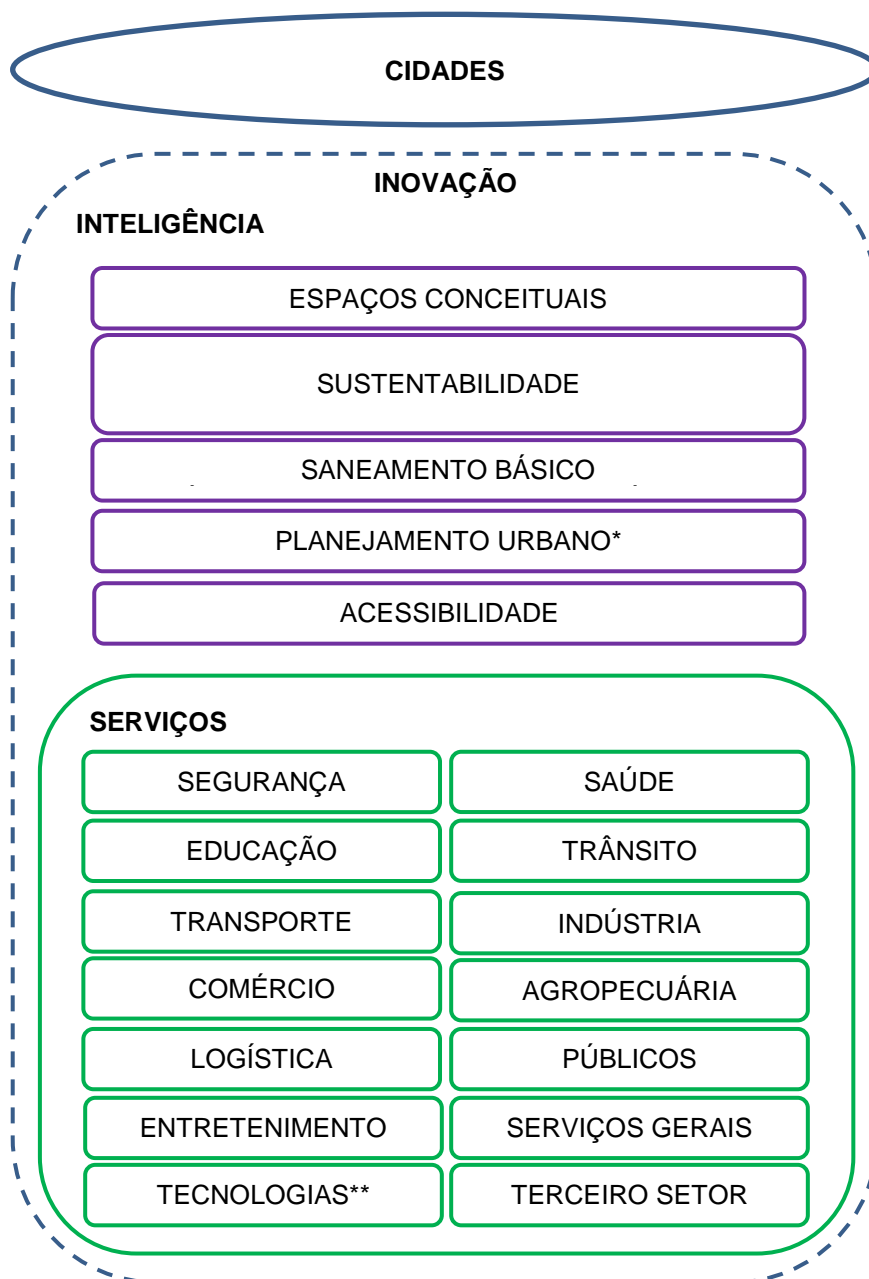 CIDADES
INOVAÇÃO
INTELIGÊNCIA
ESPAÇOS CONCEITUAIS
SUSTENTABILIDADE
SANEAMENTO BÁSICO
PLANEJAMENTO URBANO*
ACESSIBILIDADE
SERVIÇOS
SEGURANÇA
SAÚDE
EDUCAÇÃO
TRÂNSITO
TRANSPORTE
INDÚSTRIA
COMÉRCIO
AGROPECUÁRIA
LOGÍSTICA
PÚBLICOS
ENTRETENIMENTO
SERVIÇOS GERAIS
TECNOLOGIAS**
TERCEIRO SETOR